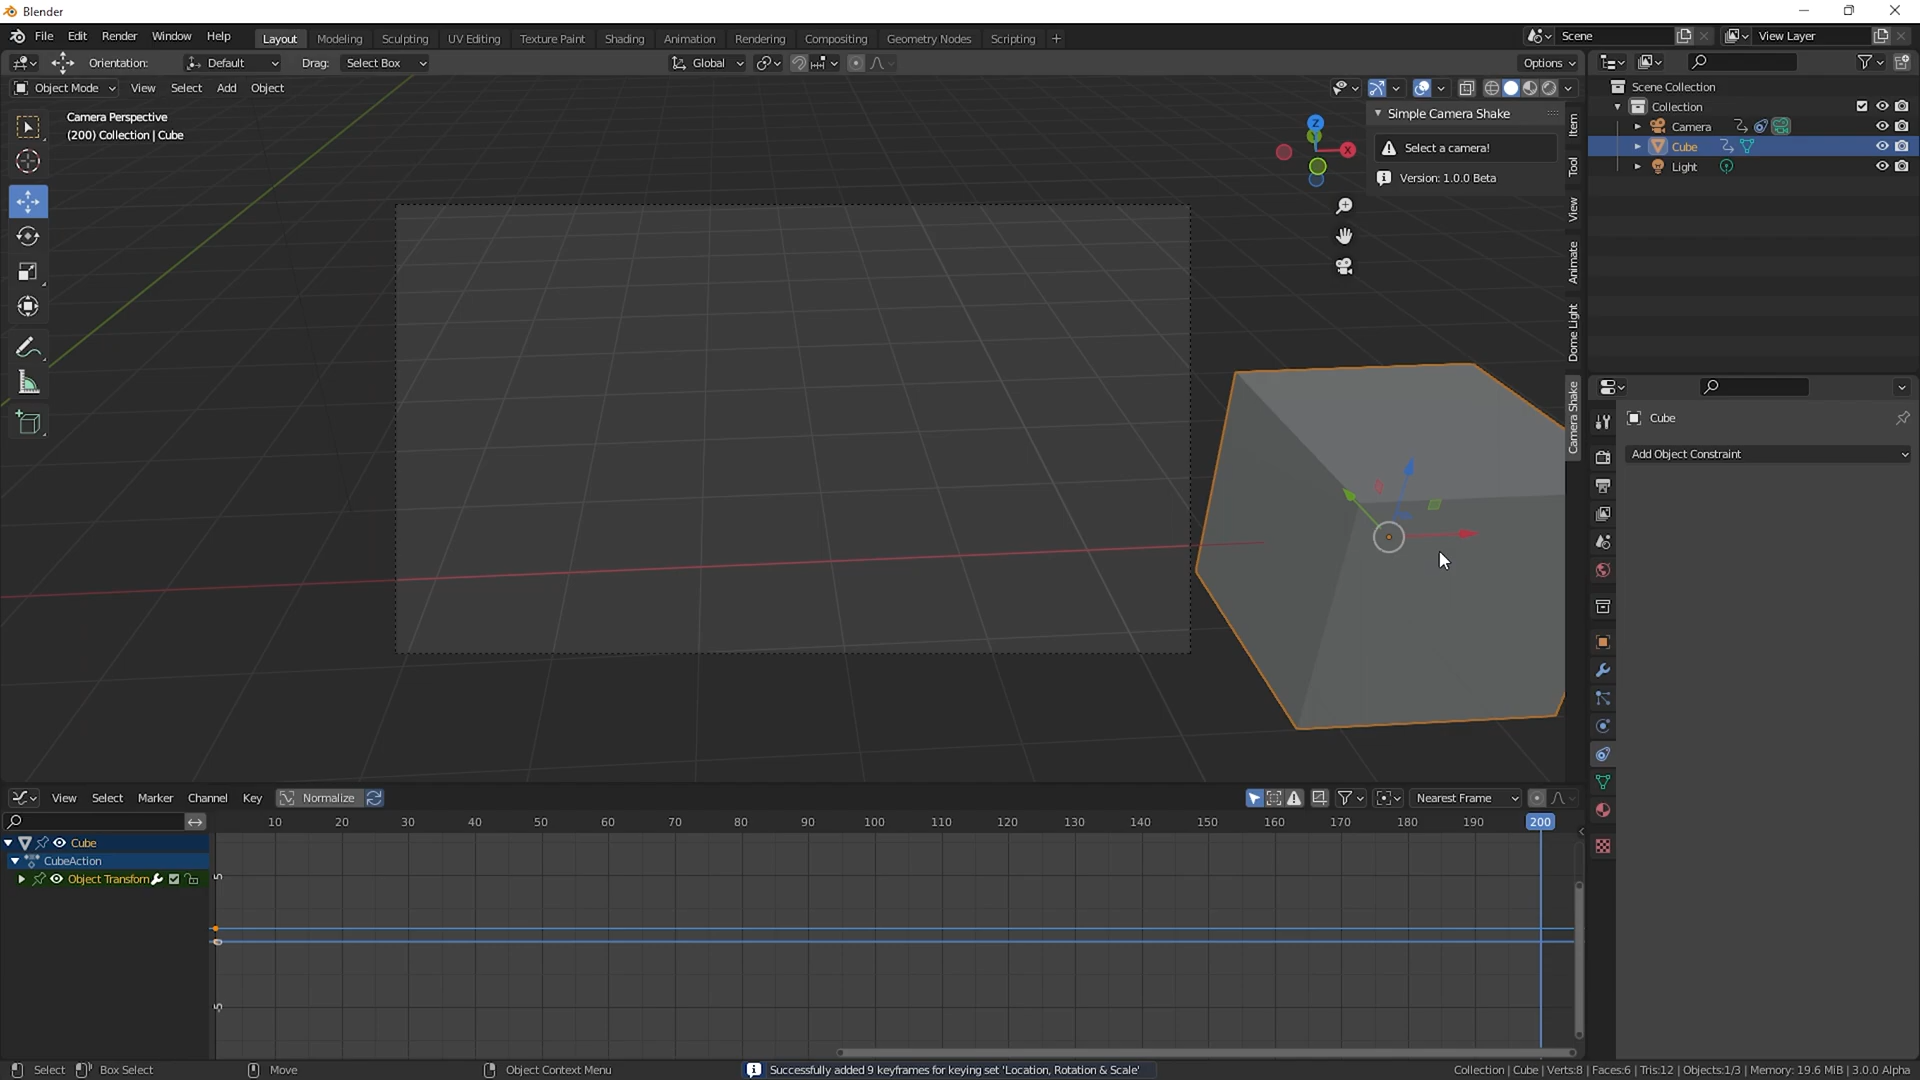 Blender
File Edit Render Window Help Layout Modeling Sculpting UV Editing Texture Paint Shading Animation Rendering Compositing Geometry Nodes Scripting + Scene View Layer
Orientation: Default Drag: Select Box Global Options
Object Mode View Select Add Object
Camera Perspective
(200) Collection | Cube
Z
X
Simple Camera Shake
Select a camera!
Version: 1.0.0 Beta
Item
Tool
View
Animate
Dome Light
Camera Shake
Scene Collection
Collection
Camera
Cube
Light
Cube
Add Object Constraint
View Select Marker Channel Key Normalize Nearest Frame
10 20 30 40 50 60 70 80 90 100 110 120 130 140 150 160 170 180 190 200
Cube
CubeAction
Object Transform
5
0
-5
Select Box Select Move Object Context Menu Successfully added 9 keyframes for keying set 'Location, Rotation & Scale' Collection | Cube | Verts:8 | Faces:6 | Tris:12 | Objects:1/3 | Memory: 19.6 MiB | 3.0.0 Alpha